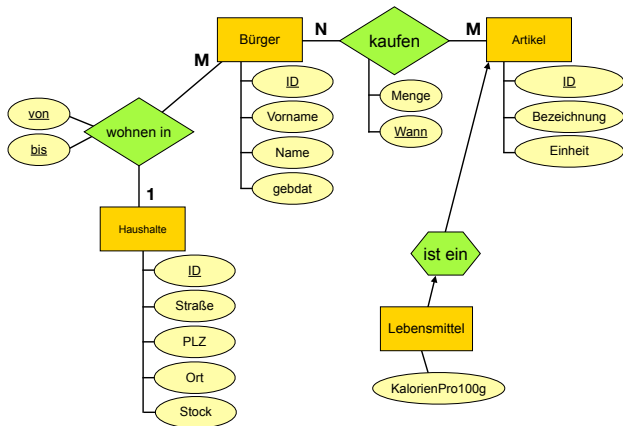 Bürger
N
kaufen
M
Artikel
M
ID
Menge
ID
von
wohnen in
Vorname
Wann
Bezeichnung
bis
Name
Einheit
gebdat
1
Haushalte
ist ein
ID
Straße
Lebensmittel
PLZ
Ort
KalorienPro100g
Stock